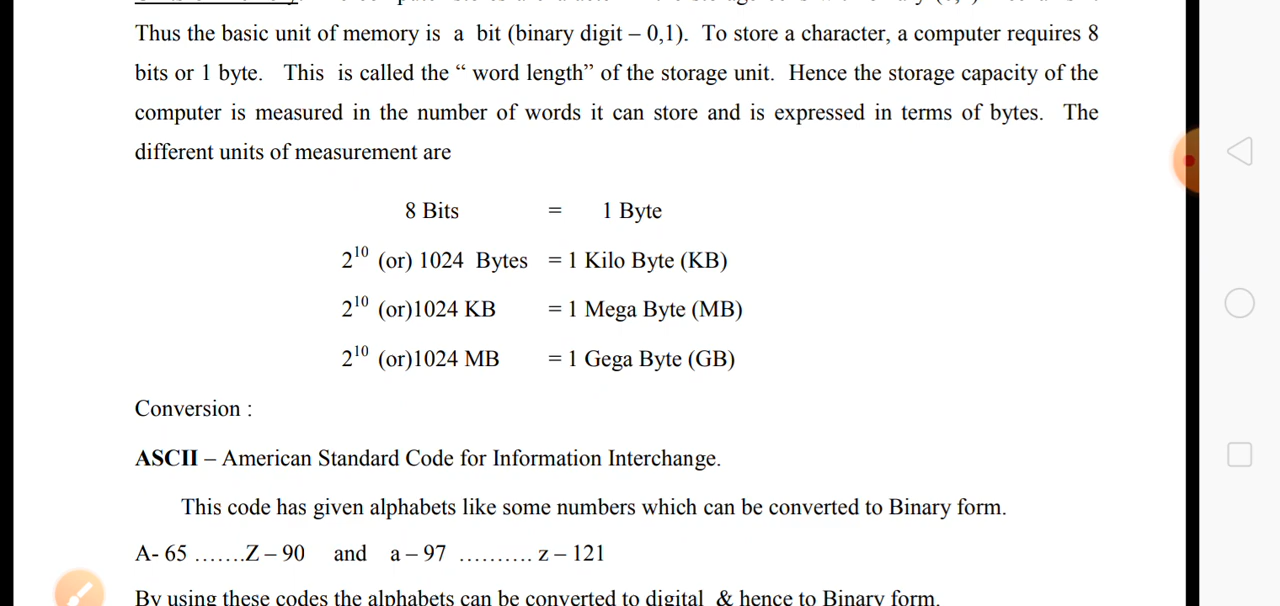 Thus the basic unit of memory is a bit (binary digit – 0,1). To store a character, a computer requires 8
bits or 1 byte. This is called the “ word length” of the storage unit. Hence the storage capacity of the
computer is measured in the number of words it can store and is expressed in terms of bytes. The
different units of measurement are
8 Bits = 1 Byte
2¹⁰ (or) 1024 Bytes = 1 Kilo Byte (KB)
2¹⁰ (or)1024 KB = 1 Mega Byte (MB)
2¹⁰ (or)1024 MB = 1 Gega Byte (GB)
Conversion :
ASCII – American Standard Code for Information Interchange.
This code has given alphabets like some numbers which can be converted to Binary form.
A- 65 .......Z – 90 and a – 97 .......... z – 121
By using these codes the alphabets can be converted to digital & hence to Binary form.